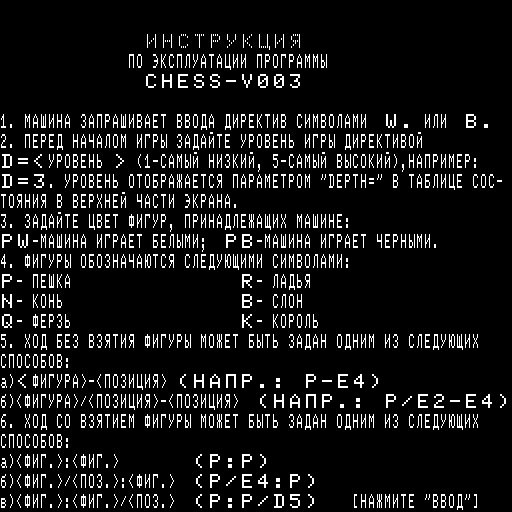 ИНСТРУКЦИЯ
ПО ЭКСПЛУАТАЦИИ ПРОГРАММЫ
CHESS-V003
1. МАШИНА ЗАПРАШИВАЕТ ВВОДА ДИРЕКТИВ СИМВОЛАМИ W. ИЛИ B.
2. ПЕРЕД НАЧАЛОМ ИГРЫ ЗАДАЙТЕ УРОВЕНЬ ИГРЫ ДИРЕКТИВОЙ
D=<УРОВЕНЬ > (1-САМЫЙ НИЗКИЙ, 5-САМЫЙ ВЫСОКИЙ),НАПРИМЕР:
D=3. УРОВЕНЬ ОТОБРАЖАЕТСЯ ПАРАМЕТРОМ "DEPTH=" В ТАБЛИЦЕ СОС-
ТОЯНИЯ В ВЕРХНЕЙ ЧАСТИ ЭКРАНА.
3. ЗАДАЙТЕ ЦВЕТ ФИГУР, ПРИНАДЛЕЖАЩИХ МАШИНЕ:
PW-МАШИНА ИГРАЕТ БЕЛЫМИ; PB-МАШИНА ИГРАЕТ ЧЕРНЫМИ.
4. ФИГУРЫ ОБОЗНАЧАЮТСЯ СЛЕДУЮЩИМИ СИМВОЛАМИ:
P- ПЕШКА R- ЛАДЬЯ
N- КОНЬ B- СЛОН
Q- ФЕРЗЬ K- КОРОЛЬ
5. ХОД БЕЗ ВЗЯТИЯ ФИГУРЫ МОЖЕТ БЫТЬ ЗАДАН ОДНИМ ИЗ СЛЕДУЮЩИХ
СПОСОБОВ:
а)<ФИГУРА>-<ПОЗИЦИЯ> (НАПР.: P-E4)
б)<ФИГУРА>/<ПОЗИЦИЯ>-<ПОЗИЦИЯ> (НАПР.: P/E2-E4)
6. ХОД СО ВЗЯТИЕМ ФИГУРЫ МОЖЕТ БЫТЬ ЗАДАН ОДНИМ ИЗ СЛЕДУЮЩИХ
СПОСОБОВ:
а)<ФИГ.>:<ФИГ.> (P:P)
б)<ФИГ.>/<ПОЗ.>:<ФИГ.> (P/E4:P)
в)<ФИГ.>:<ФИГ.>/<ПОЗ.> (P:P/D5) [НАЖМИТЕ "ВВОД"]